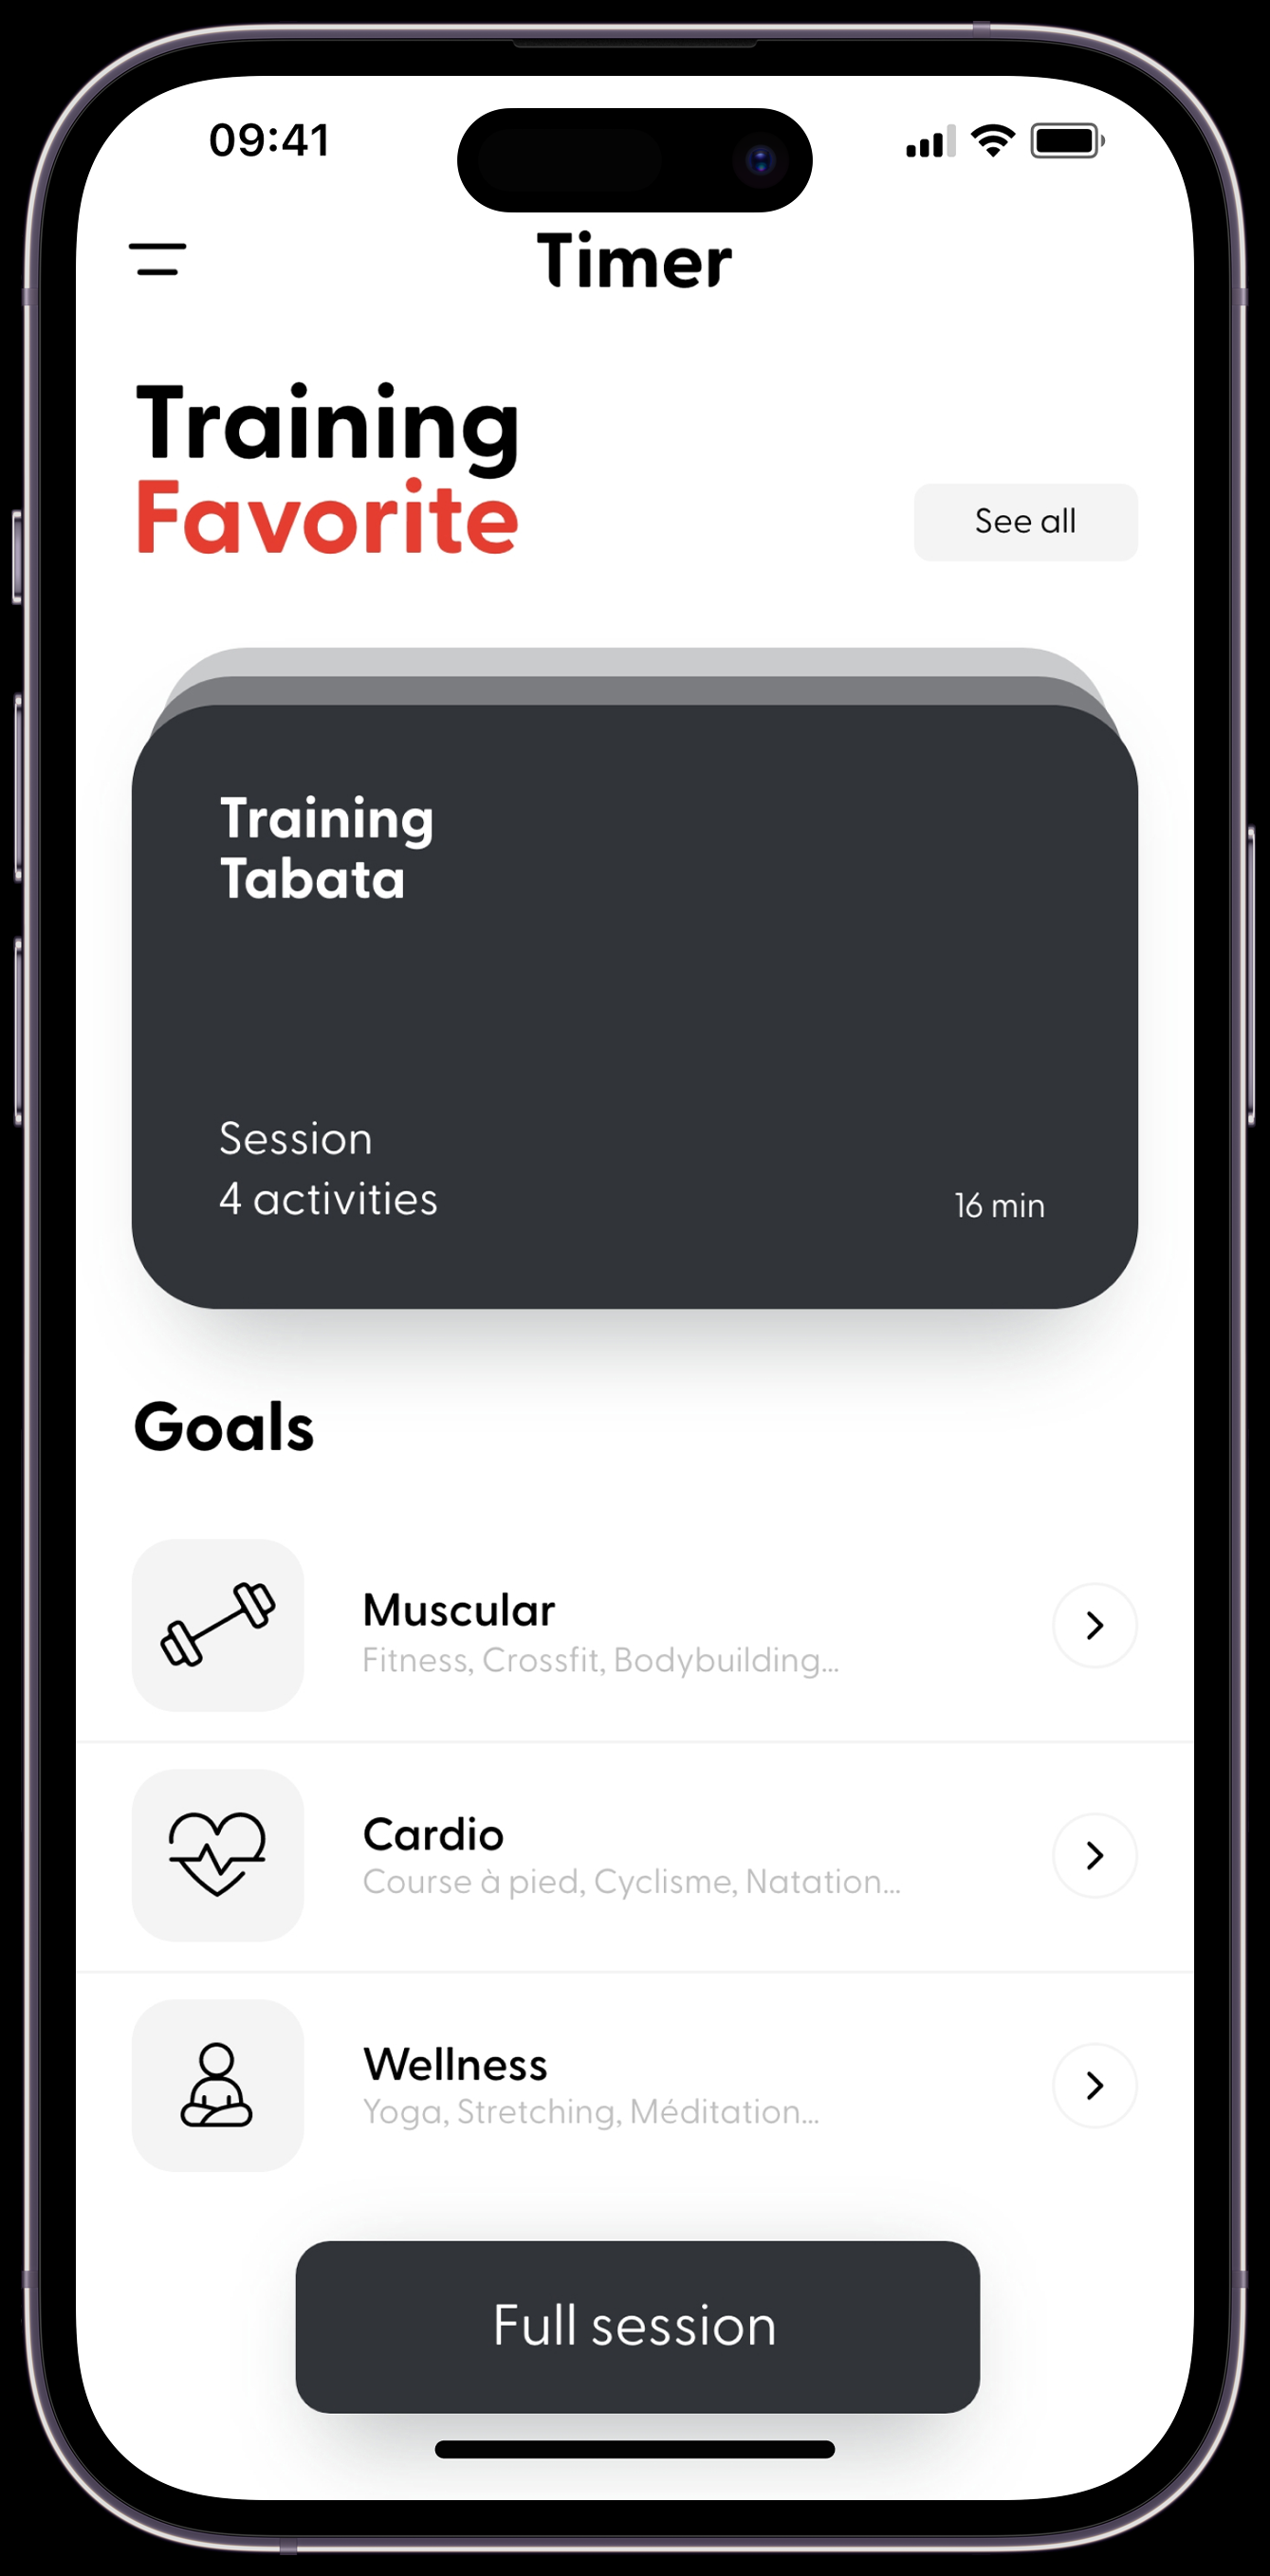 09:41
Timer
Training
Favorite
See all
Training
Tabata
Session
4 activities
16 min
Goals
Muscular
Fitness, Crossfit, Bodybuilding...
Cardio
Course à pied, Cyclisme, Natation...
Wellness
Yoga, Stretching, Méditation...
Full session